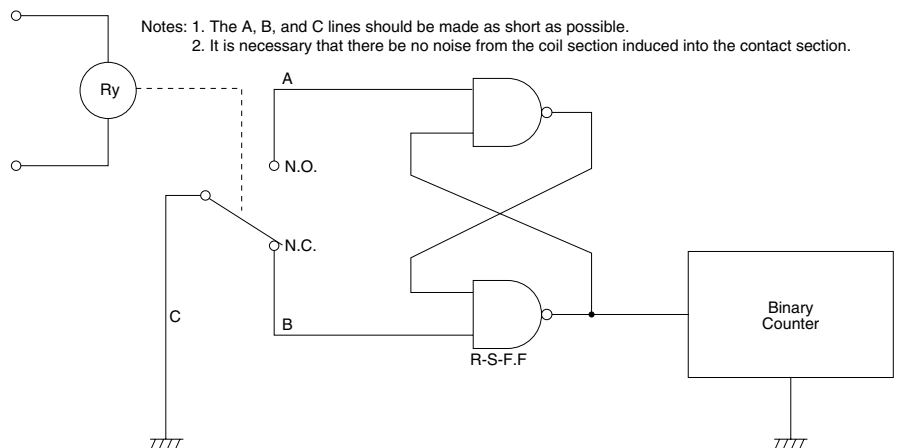 Notes: 1. The A, B, and C lines should be made as short as possible.
2. It is necessary that there be no noise from the coil section induced into the contact section.
Ry
A
N.O.
N.C.
C
B
R-S-F.F
Binary
Counter